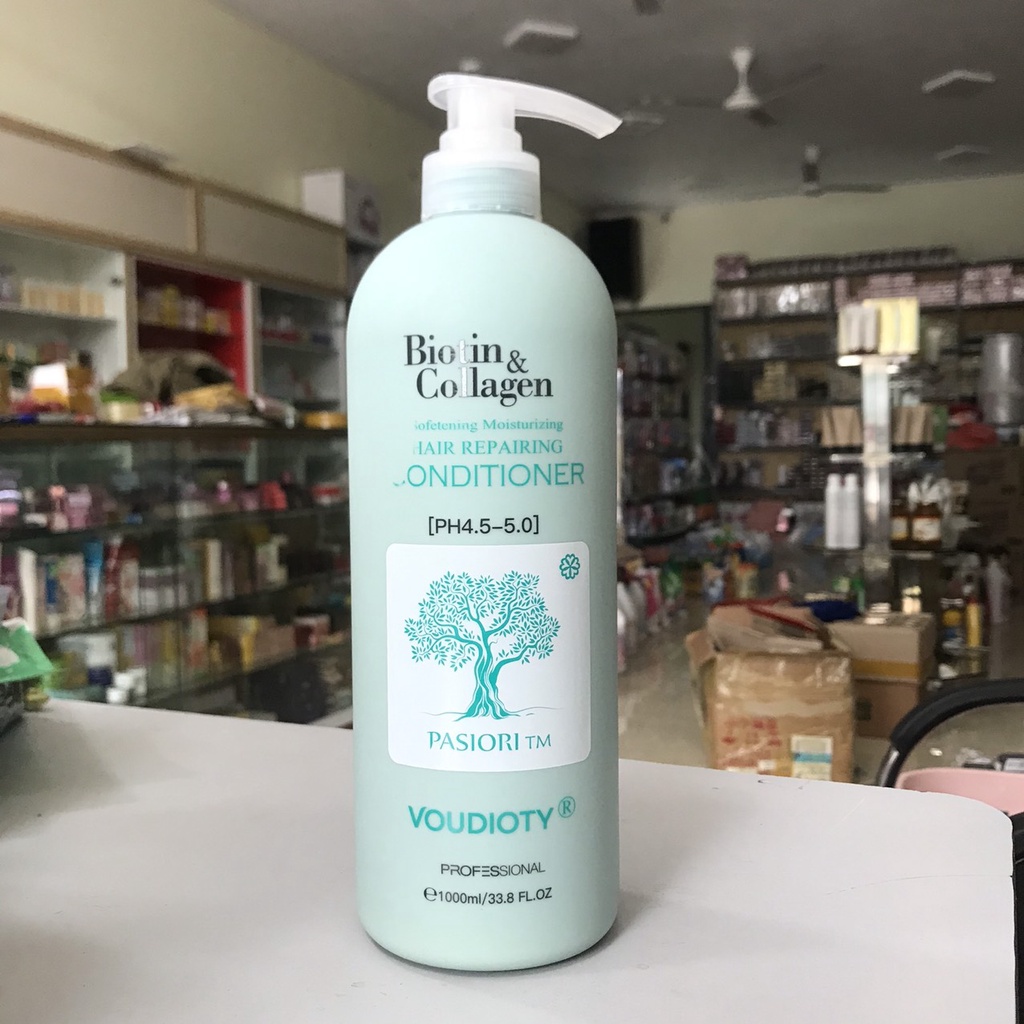 Biotin &
Collagen
Sofetening Moisturizing
HAIR REPAIRING
CONDITIONER
[PH4.5-5.0]
PASIORI TM
VOUDIOTY®
PROFESSIONAL
℮1000ml/33.8 FL.OZ